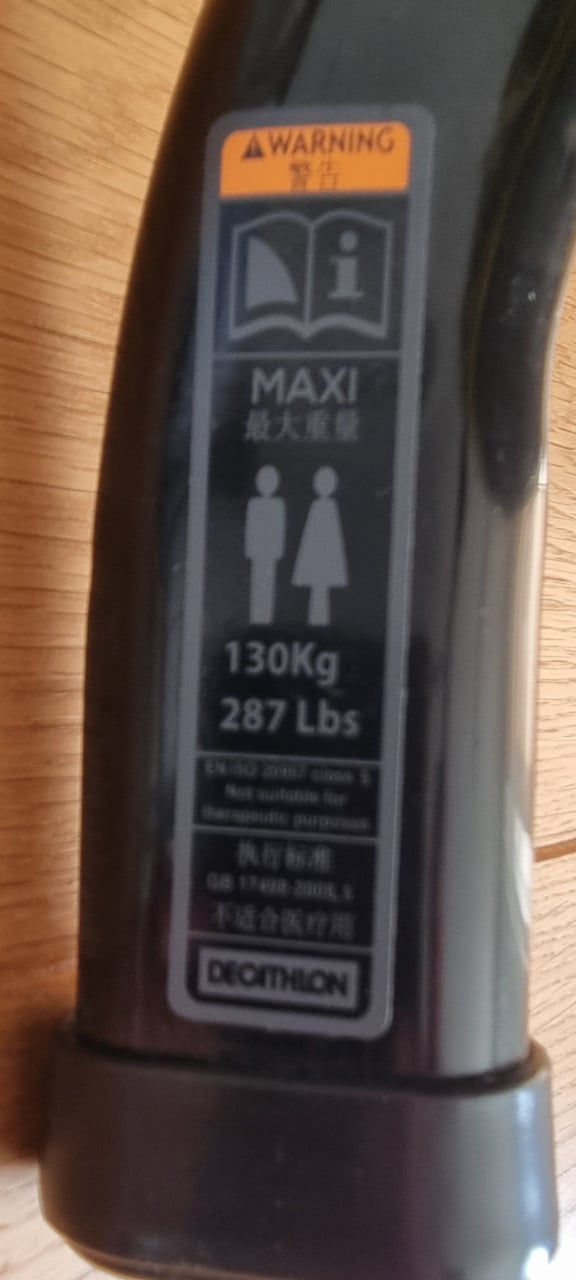 WARNING
警告
i
MAXI
最大重量
130Kg
287 Lbs
EN ISO 20957 class S
Not suitable for
therapeutic purposes
执行标准
GB 17498-2008, S
不适合医疗用
DECATHLON